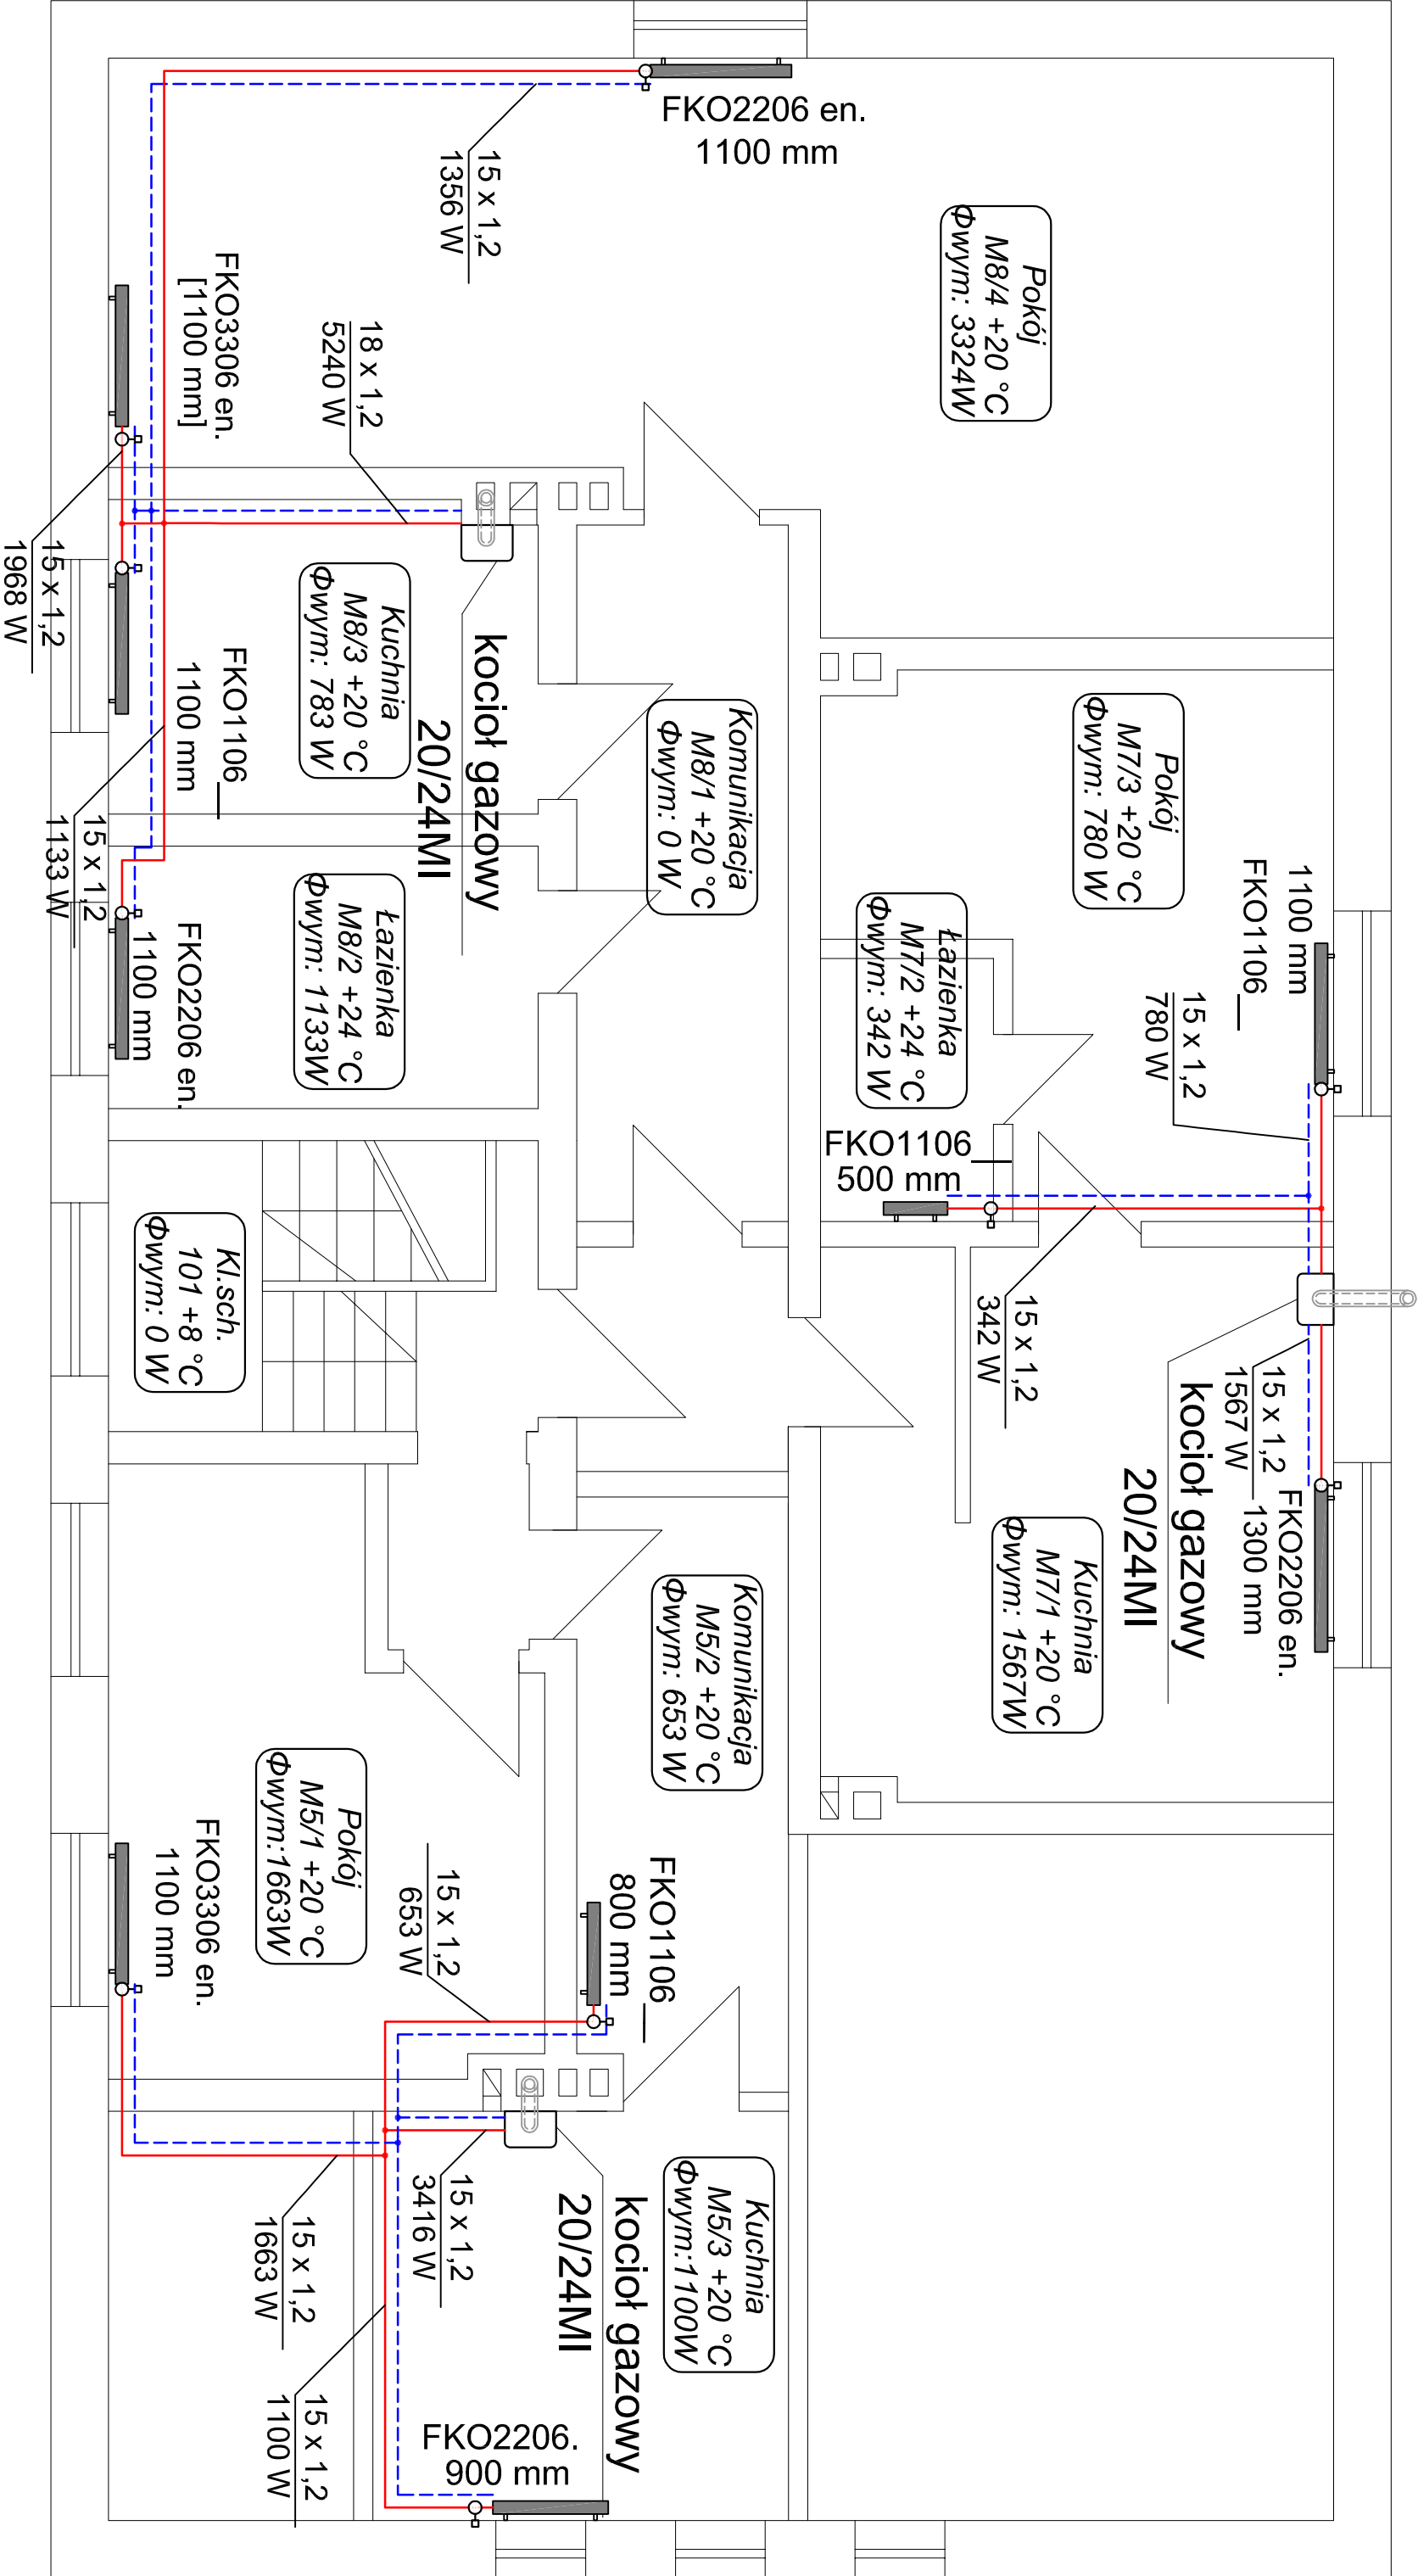 FKO2206 en.
1100 mm
15 x 1,2
1356 W
Pokój
M8/4 +20 °C
Φwym: 3324W
FKO3306 en.
[1100 mm]
18 x 1,2
5240 W
15 x 1,2
1968 W
Kuchnia
M8/3 +20 °C
Φwym: 783 W
kocioł gazowy
20/24MI
FKO1106
1100 mm
Komunikacja
M8/1 +20 °C
Φwym: 0 W
Pokój
M7/3 +20 °C
Φwym: 780 W
15 x 1,2
1133 W
Łazienka
M8/2 +24 °C
Φwym: 1133W
FKO2206 en.
1100 mm
Łazienka
M7/2 +24 °C
Φwym: 342 W
1100 mm
FKO1106
15 x 1,2
780 W
FKO1106
500 mm
15 x 1,2
342 W
Kl.sch.
101 +8 °C
Φwym: 0 W
15 x 1,2
1567 W
kocioł gazowy
20/24MI
FKO2206 en.
1300 mm
Kuchnia
M7/1 +20 °C
Φwym: 1567W
Komunikacja
M5/2 +20 °C
Φwym: 653 W
Pokój
M5/1 +20 °C
Φwym:1663W
FKO3306 en.
1100 mm
15 x 1,2
653 W
FKO1106
800 mm
15 x 1,2
3416 W
kocioł gazowy
20/24MI
Kuchnia
M5/3 +20 °C
Φwym:1100W
15 x 1,2
1663 W
15 x 1,2
1100 W
FKO2206.
900 mm